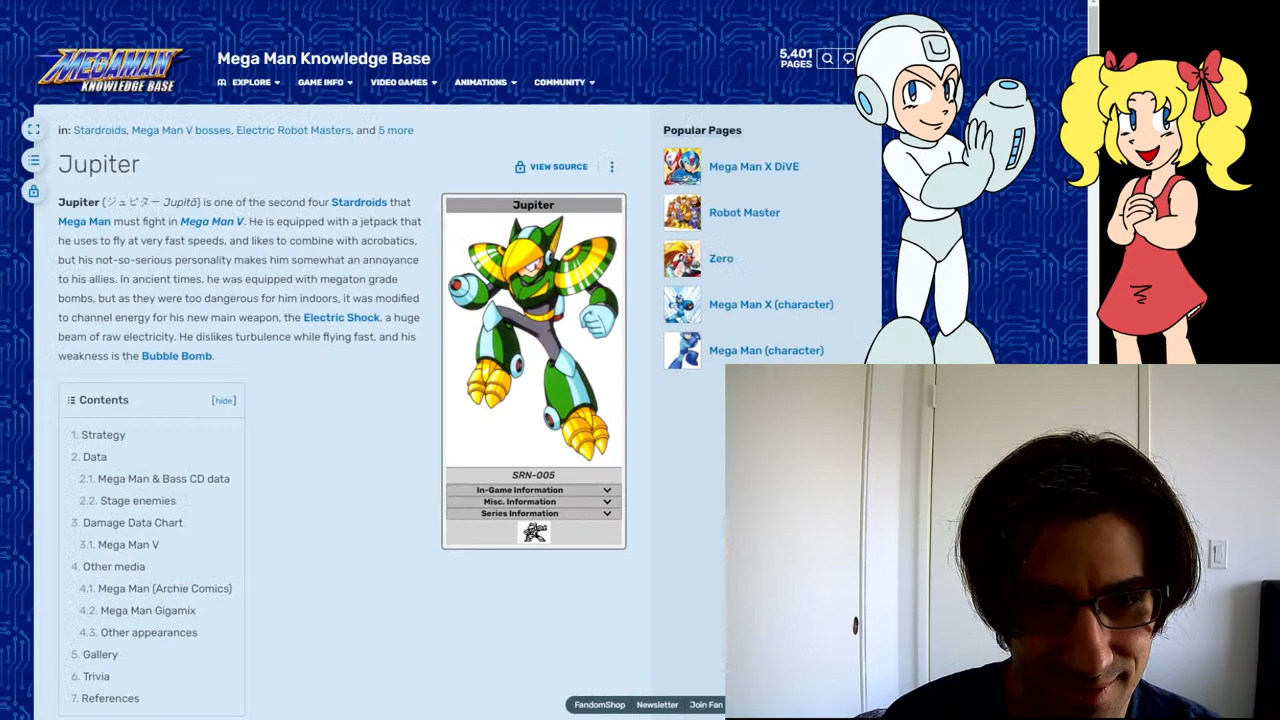 MEGAMAN
KNOWLEDGE BASE
Mega Man Knowledge Base
EXPLORE
GAME INFO
VIDEO GAMES
ANIMATIONS
COMMUNITY
5,401
PAGES
in: Stardroids, Mega Man V bosses, Electric Robot Masters, and 5 more
Jupiter
VIEW SOURCE
Jupiter (ジュピター Jupitā) is one of the second four Stardroids that
Mega Man must fight in Mega Man V. He is equipped with a jetpack that
he uses to fly at very fast speeds, and likes to combine with acrobatics,
but his not-so-serious personality makes him somewhat an annoyance
to his allies. In ancient times, he was equipped with megaton grade
bombs, but as they were too dangerous for him indoors, it was modified
to channel energy for his new main weapon, the Electric Shock, a huge
beam of raw electricity. He dislikes turbulence while flying fast, and his
weakness is the Bubble Bomb.
Contents [hide]
1. Strategy
2. Data
2.1. Mega Man & Bass CD data
2.2. Stage enemies
3. Damage Data Chart
3.1. Mega Man V
4. Other media
4.1. Mega Man (Archie Comics)
4.2. Mega Man Gigamix
4.3. Other appearances
5. Gallery
6. Trivia
7. References
Jupiter
SRN-005
In-Game Information
Misc. Information
Series Information
Popular Pages
Mega Man X DiVE
Robot Master
Zero
Mega Man X (character)
Mega Man (character)
FandomShop
Newsletter
Join Fan